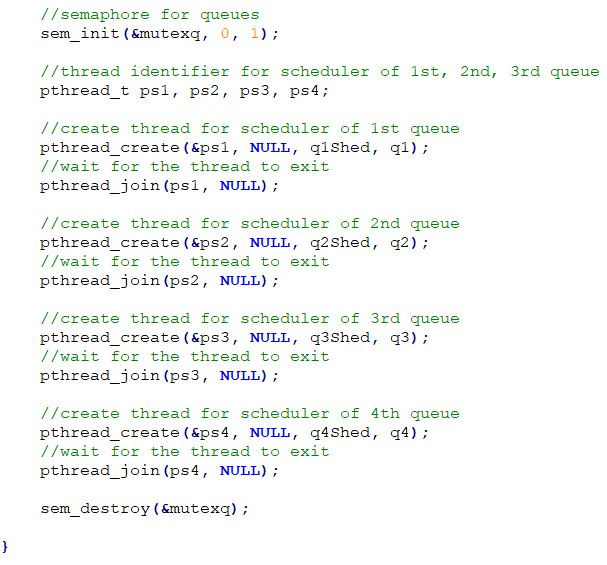 //semaphore for queues
sem_init(&mutexq, 0, 1);
//thread identifier for scheduler of 1st, 2nd, 3rd queue
pthread_t ps1, ps2, ps3, ps4;
//create thread for scheduler of 1st queue
pthread_create(&ps1, NULL, q1Shed, q1);
//wait for the thread to exit
pthread_join(ps1, NULL);
//create thread for scheduler of 2nd queue
pthread_create(&ps2, NULL, q2Shed, q2);
//wait for the thread to exit
pthread_join(ps2, NULL);
//create thread for scheduler of 3rd queue
pthread_create(&ps3, NULL, q3Shed, q3);
//wait for the thread to exit
pthread_join(ps3, NULL);
//create thread for scheduler of 4th queue
pthread_create(&ps4, NULL, q4Shed, q4);
//wait for the thread to exit
pthread_join(ps4, NULL);
sem_destroy(&mutexq);
}